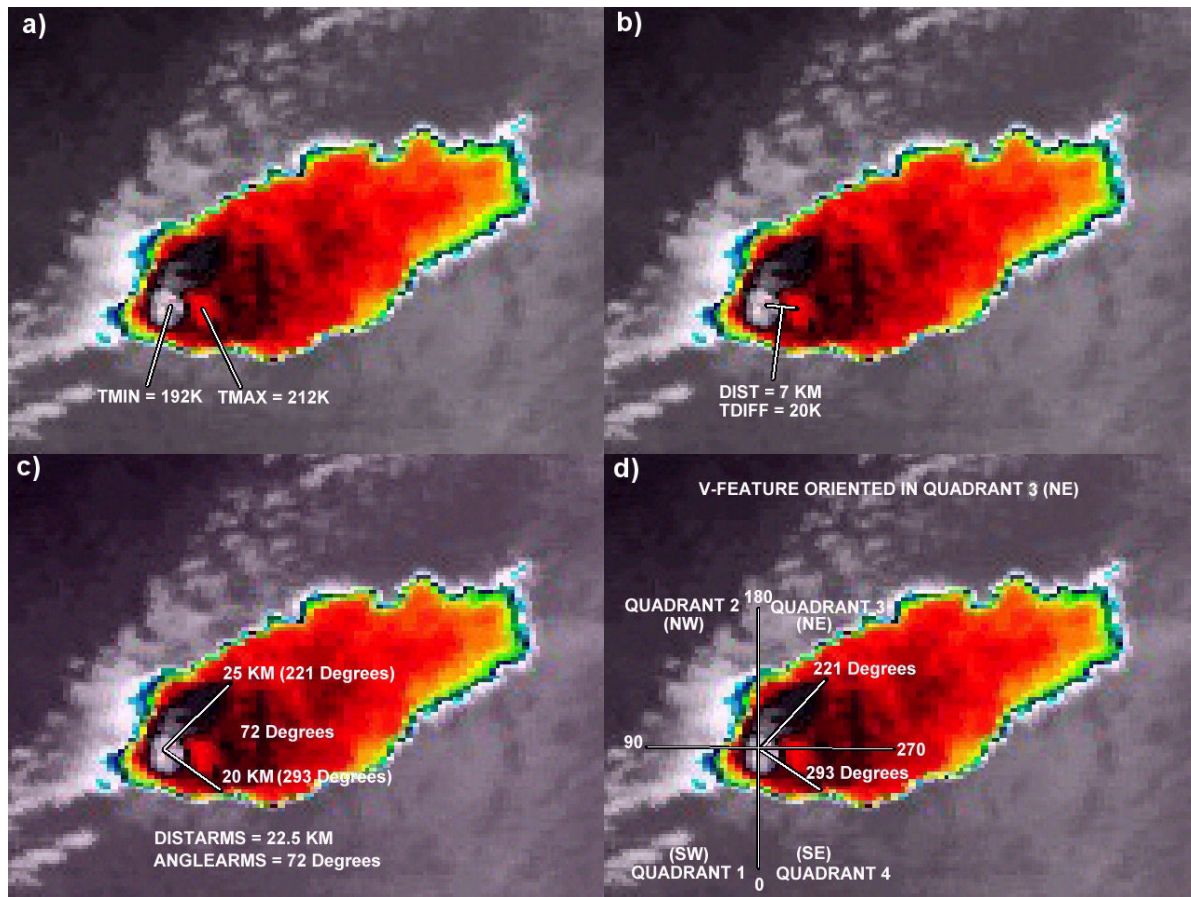 a)
TMIN = 192K TMAX = 212K
b)
DIST = 7 KM
TDIFF = 20K
c)
25 KM (221 Degrees)
72 Degrees
20 KM (293 Degrees)
DISTARMS = 22.5 KM
ANGLEARMS = 72 Degrees
d)
V-FEATURE ORIENTED IN QUADRANT 3 (NE)
QUADRANT 2 180 QUADRANT 3
(NW) (NE)
221 Degrees
90 270
293 Degrees
(SW) (SE)
QUADRANT 1 QUADRANT 4
0